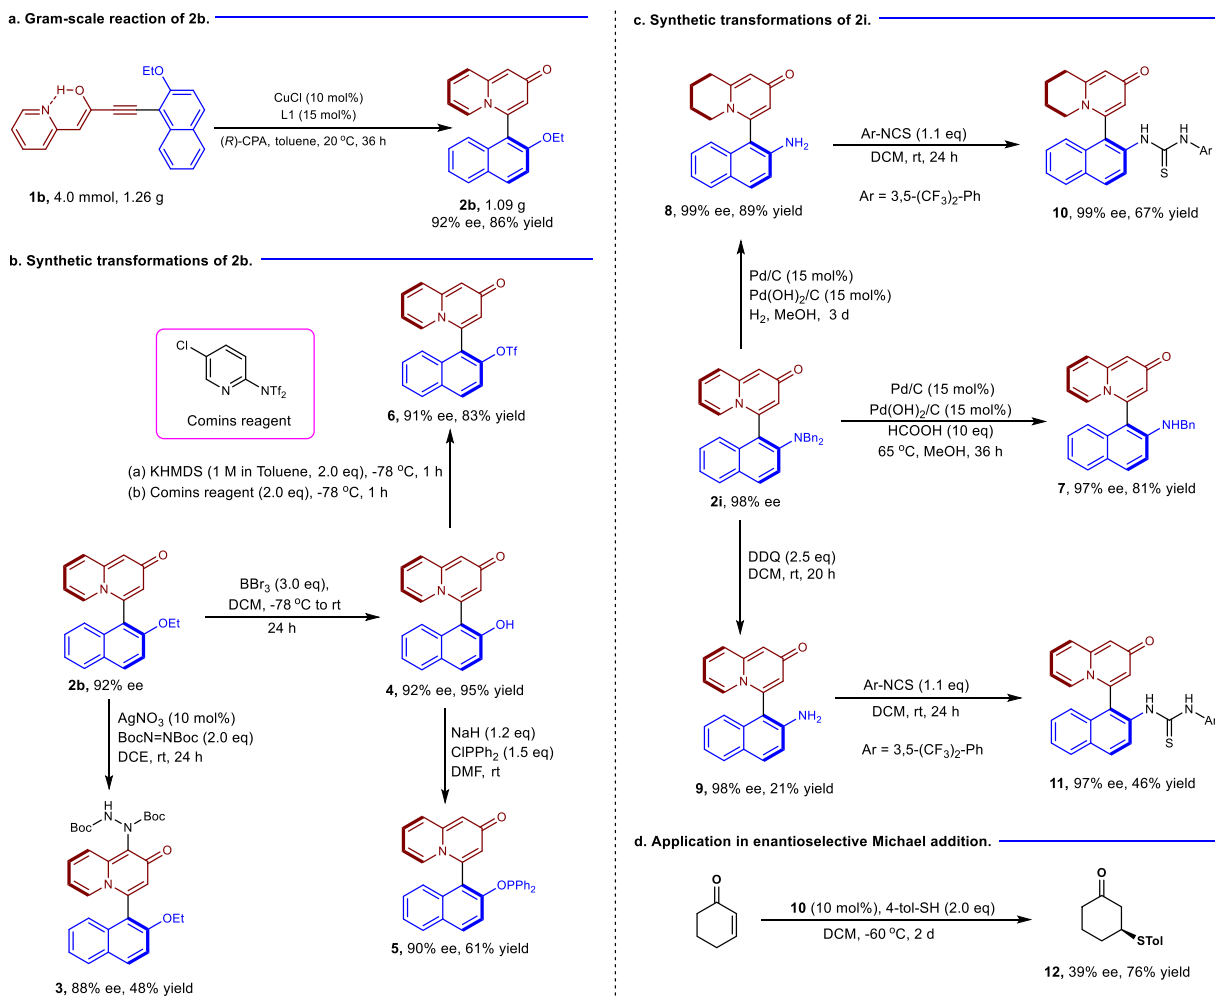 a. Gram-scale reaction of 2b.
EtO
H
O
N
CuCl (10 mol%)
L1 (15 mol%)
(R)-CPA, toluene, 20 °C, 36 h
1b, 4.0 mmol, 1.26 g
O
N
OEt
2b, 1.09 g
92% ee, 86% yield
b. Synthetic transformations of 2b.
Cl
N
NTf2
Comins reagent
O
N
OTf
6, 91% ee, 83% yield
(a) KHMDS (1 M in Toluene, 2.0 eq), -78 °C, 1 h
(b) Comins reagent (2.0 eq), -78 °C, 1 h
O
N
OEt
2b, 92% ee
BBr3 (3.0 eq),
DCM, -78 °C to rt
24 h
O
N
OH
4, 92% ee, 95% yield
AgNO3 (10 mol%)
BocN=NBoc (2.0 eq)
DCE, rt, 24 h
NaH (1.2 eq)
ClPPh2 (1.5 eq)
DMF, rt
H
N
Boc
N
Boc
O
N
OEt
3, 88% ee, 48% yield
O
N
OPPh2
5, 90% ee, 61% yield
c. Synthetic transformations of 2i.
O
N
NH2
8, 99% ee, 89% yield
Ar-NCS (1.1 eq)
DCM, rt, 24 h
Ar = 3,5-(CF3)2-Ph
O
N
H
N
H
N
Ar
S
10, 99% ee, 67% yield
Pd/C (15 mol%)
Pd(OH)2/C (15 mol%)
H2, MeOH, 3 d
O
N
NBn2
2i, 98% ee
Pd/C (15 mol%)
Pd(OH)2/C (15 mol%)
HCOOH (10 eq)
65 °C, MeOH, 36 h
O
N
NHBn
7, 97% ee, 81% yield
DDQ (2.5 eq)
DCM, rt, 20 h
O
N
NH2
9, 98% ee, 21% yield
Ar-NCS (1.1 eq)
DCM, rt, 24 h
Ar = 3,5-(CF3)2-Ph
O
N
H
N
H
N
Ar
S
11, 97% ee, 46% yield
d. Application in enantioselective Michael addition.
O
10 (10 mol%), 4-tol-SH (2.0 eq)
DCM, -60 °C, 2 d
O
STol
12, 39% ee, 76% yield